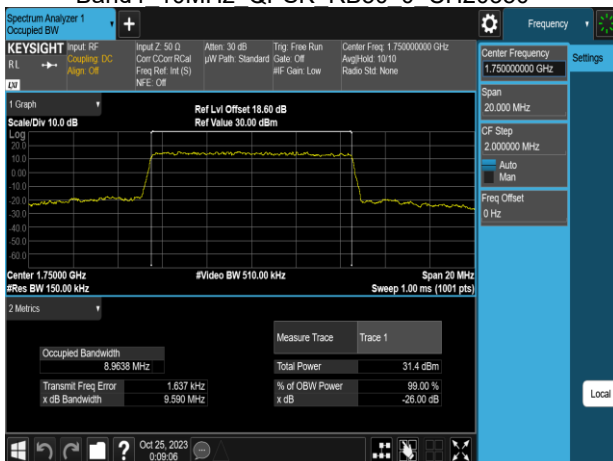 Spectrum Analyzer 1
Occupied BW
Frequency
KEYSIGHT
RL
Input: RF
Coupling: DC
Align: Off
Input Z: 50 Ω
Corr CCorr RCal
Freq Ref: Int (S)
NFE: Off
Atten: 30 dB
µW Path: Standard
Trig: Free Run
Gate: Off
#IF Gain: Low
Center Freq: 1.750000000 GHz
Avg|Hold: 10/10
Radio Std: None
Center Frequency
1.750000000 GHz
Settings
Span
20.000 MHz
CF Step
2.000000 MHz
Auto
Man
Freq Offset
0 Hz
1 Graph
Scale/Div 10.0 dB
Ref Lvl Offset 18.60 dB
Ref Value 30.00 dBm
Log
20.0
10.0
0.00
-10.0
-20.0
-30.0
-40.0
-50.0
-60.0
Center 1.75000 GHz
#Video BW 510.00 kHz
Span 20 MHz
#Res BW 150.00 kHz
Sweep 1.00 ms (1001 pts)
2 Metrics
Measure Trace
Trace 1
Occupied Bandwidth
8.9638 MHz
Total Power
31.4 dBm
Transmit Freq Error
1.637 kHz
% of OBW Power
99.00 %
x dB Bandwidth
9.590 MHz
x dB
-26.00 dB
Local
Oct 25, 2023
0:09:06